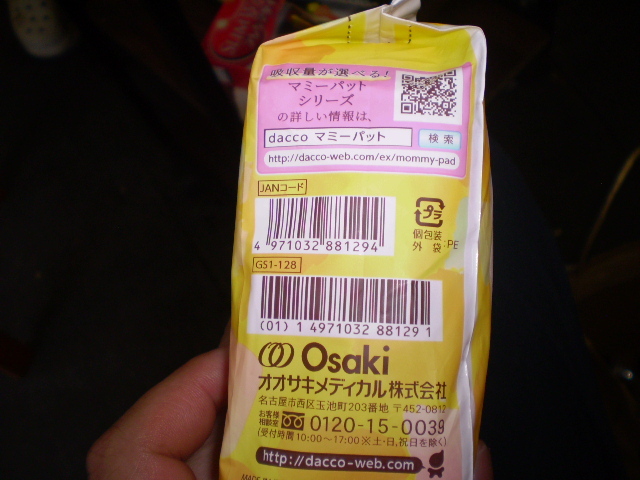 吸収量が選べる!
マミーパット
シリーズ
の詳しい情報は、
dacco マミーパット 検索
http://dacco-web.com/ex/mommy-pad
JANコード
4 971032 881294
プラ
個包装
外袋 PE
GS1-128
(01) 1 4971032 88129 1
Osaki
オオサキメディカル株式会社
名古屋市西区玉池町203番地 〒452-0812
お客様
相談室 0120-15-0039
(受付時間10:00〜17:00※土・日,祝日を除く)
http://dacco-web.com
MADE IN